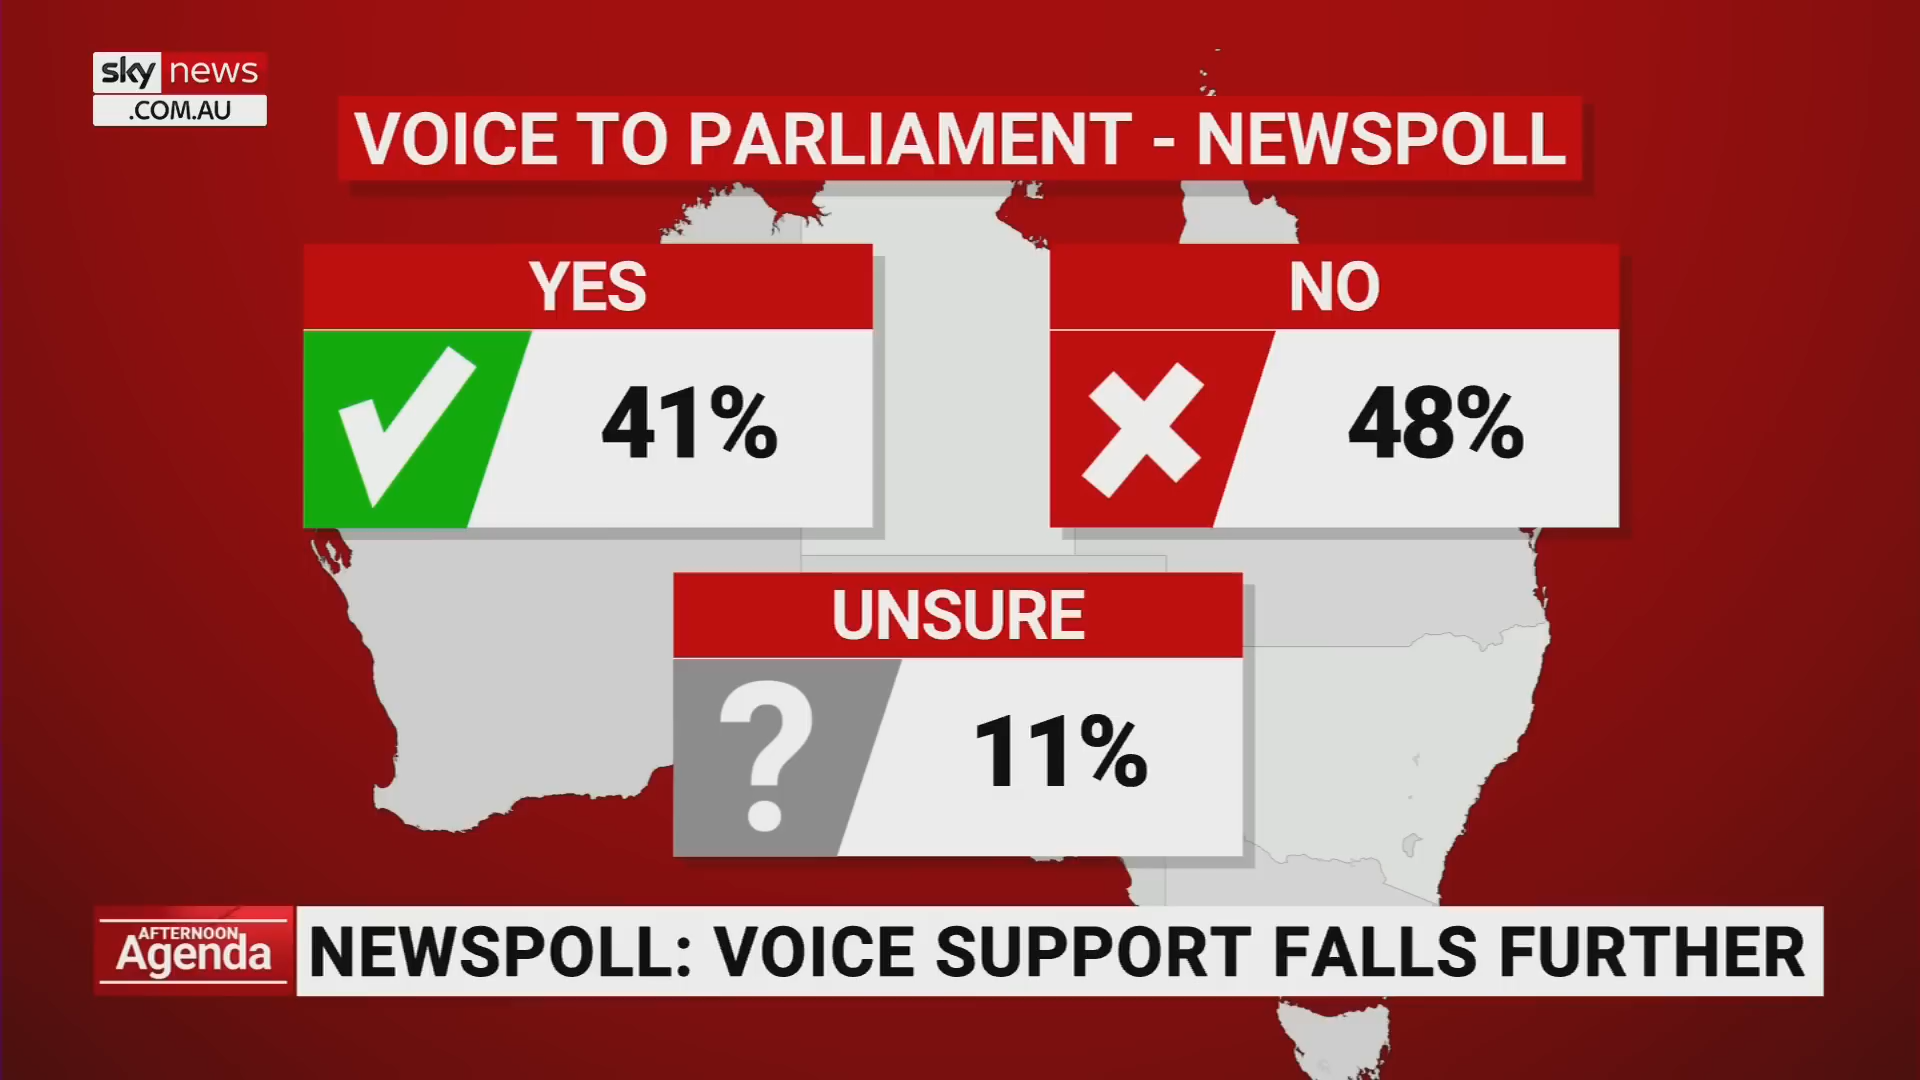 sky news
.COM.AU
VOICE TO PARLIAMENT - NEWSPOLL
YES
41%
NO
48%
UNSURE
?
11%
AFTERNOON
Agenda
NEWSPOLL: VOICE SUPPORT FALLS FURTHER